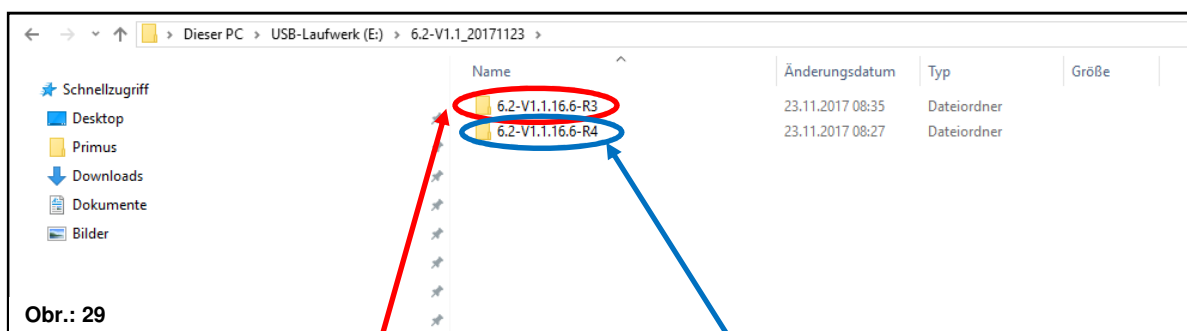 Dieser PC > USB-Laufwerk (E:) > 6.2-V1.1_20171123 >
Name Änderungsdatum Typ Größe
Schnellzugriff
6.2-V1.1.16.6-R3 23.11.2017 08:35 Dateiordner
Desktop
6.2-V1.1.16.6-R4 23.11.2017 08:27 Dateiordner
Primus
Downloads
Dokumente
Bilder
Obr.: 29